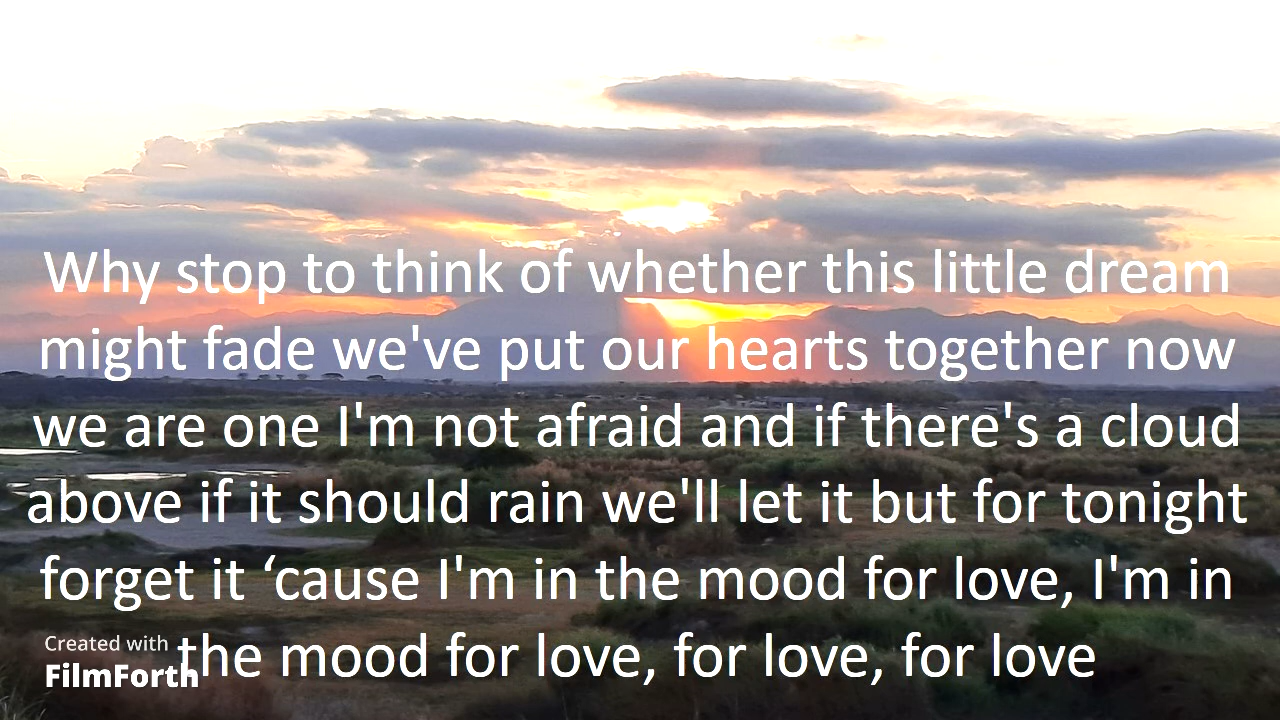 Why stop to think of whether this little dream
might fade we've put our hearts together now
we are one I'm not afraid and if there's a cloud
above if it should rain we'll let it but for tonight
forget it ‘cause I'm in the mood for love, I'm in
the mood for love, for love, for love
Created with
FilmForth